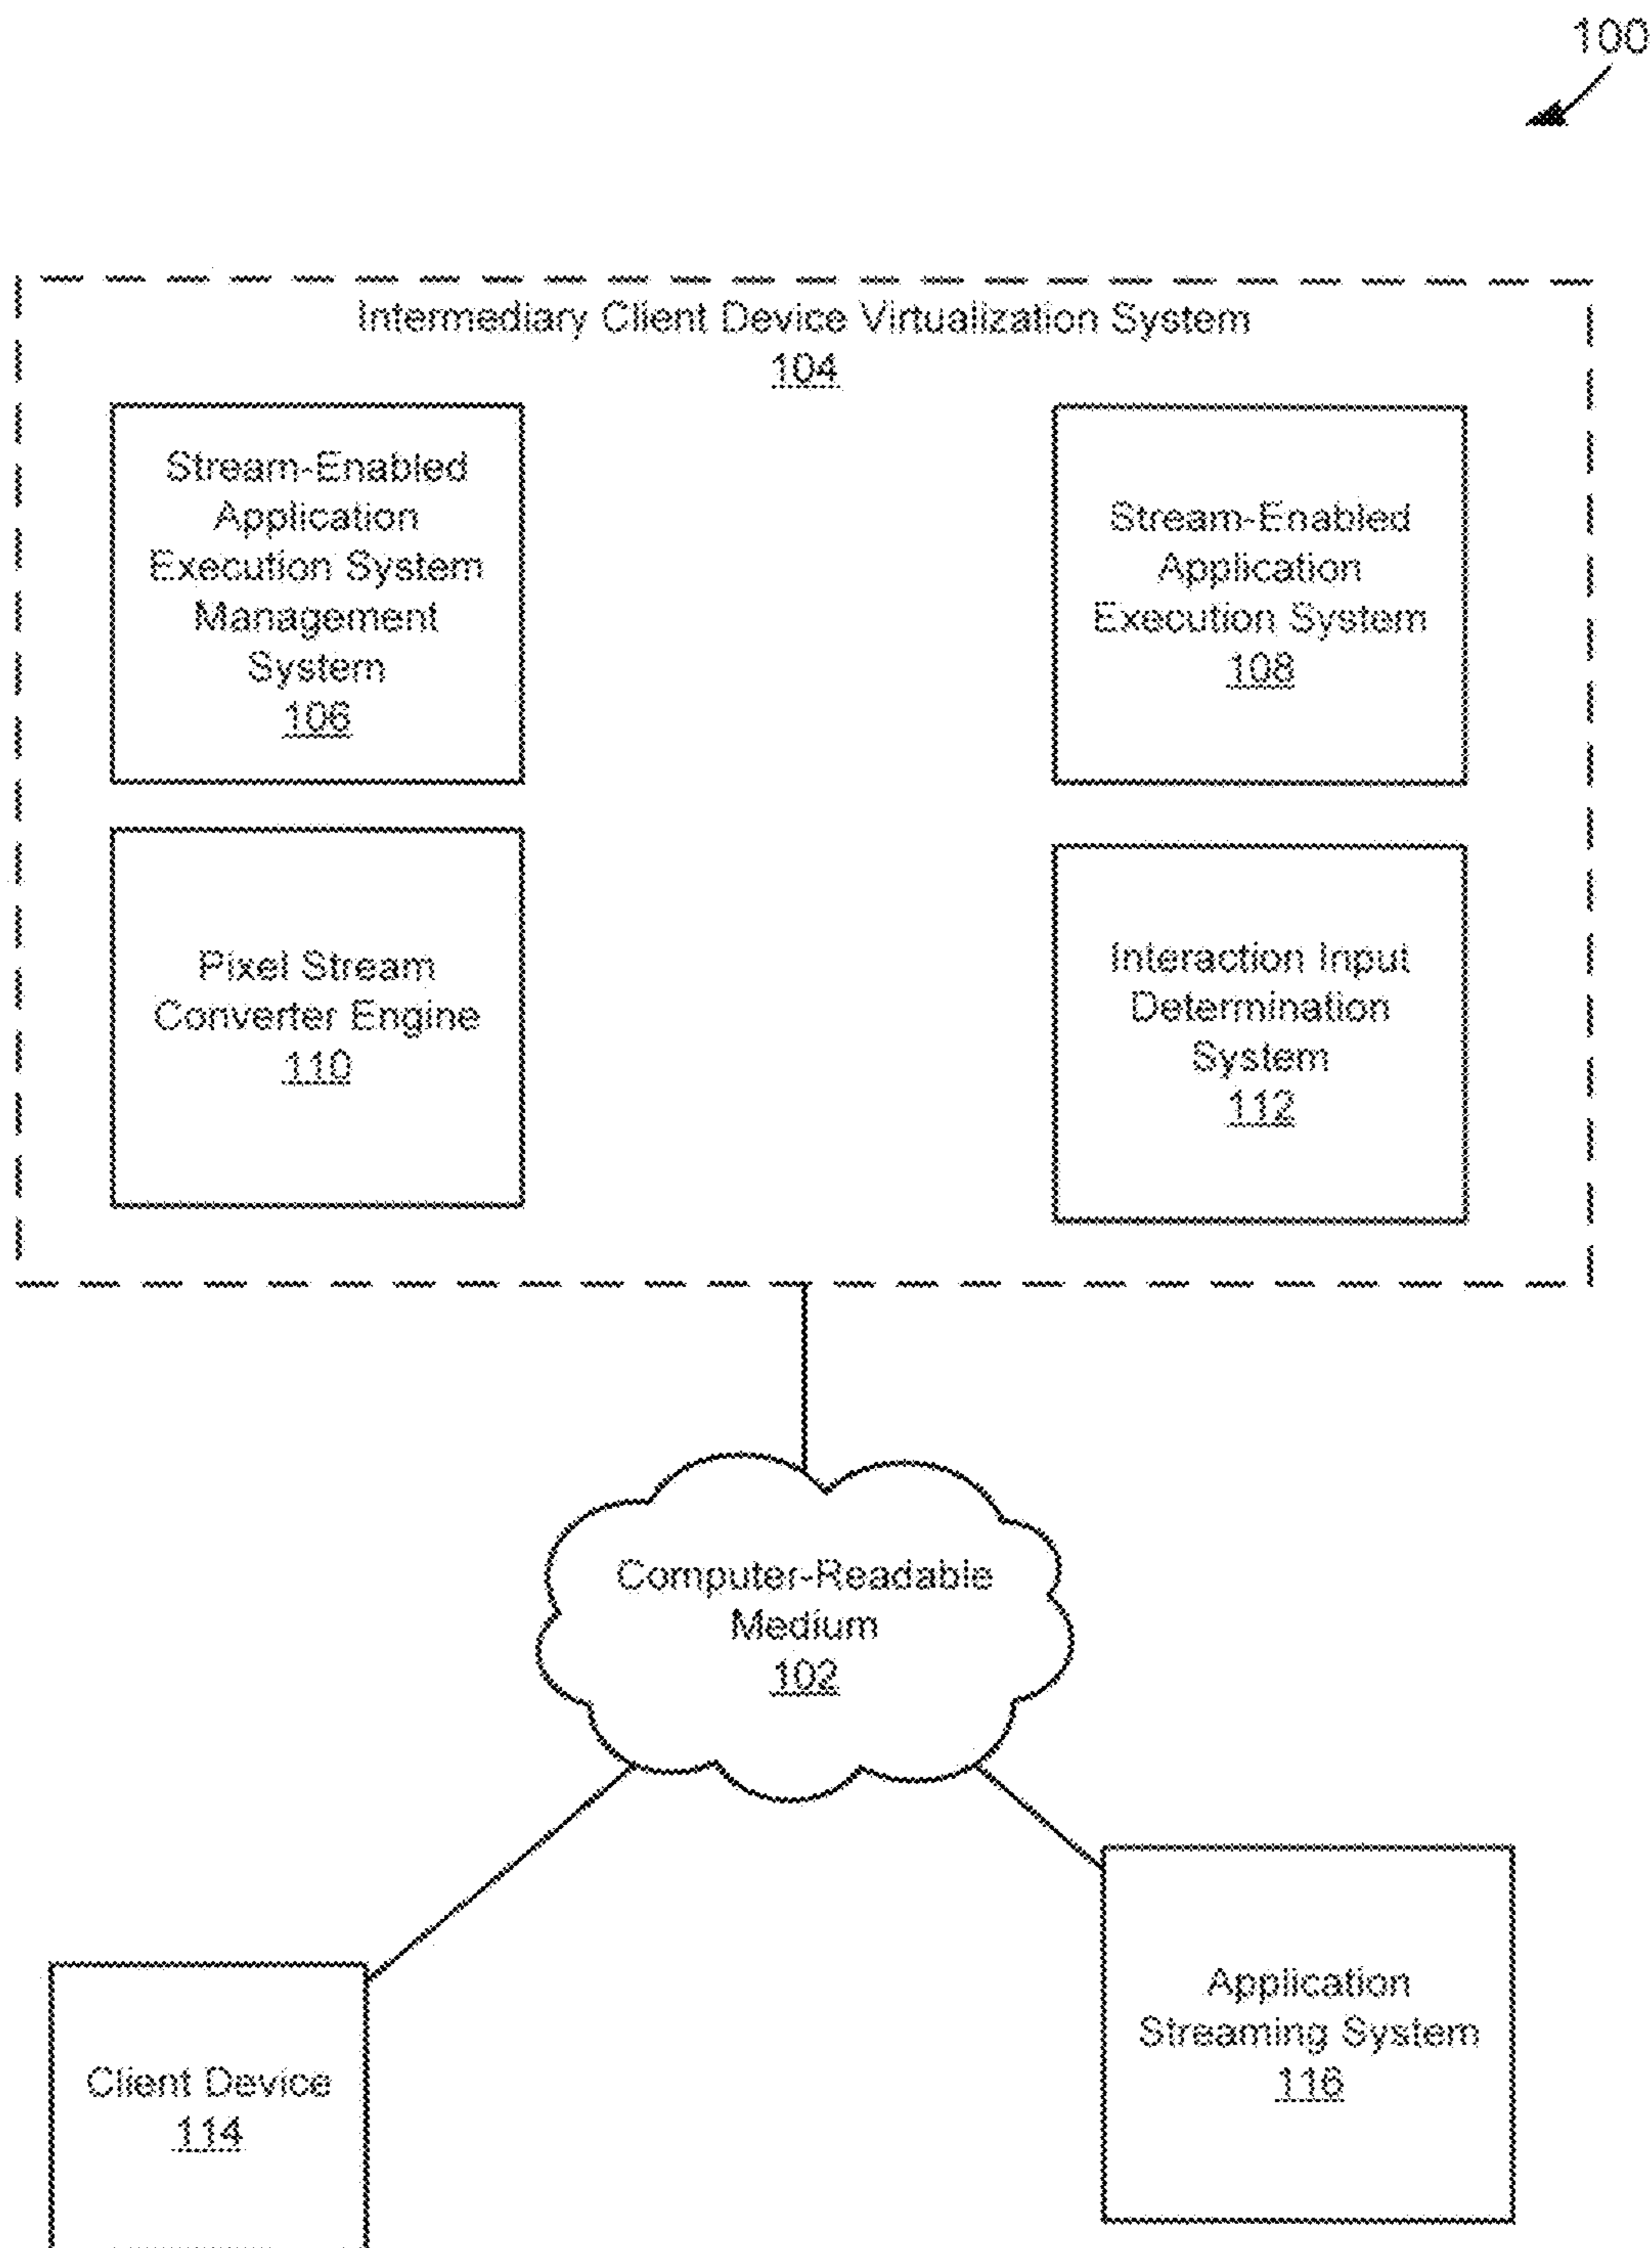 100
Intermediary Client Device Virtualization System
104
Stream-Enabled
Application
Execution System
Management
System
106
Stream-Enabled
Application
Execution System
108
Pixel Stream
Converter Engine
110
Interaction Input
Determination
System
112
Computer-Readable
Medium
102
Client Device
114
Application
Streaming System
116